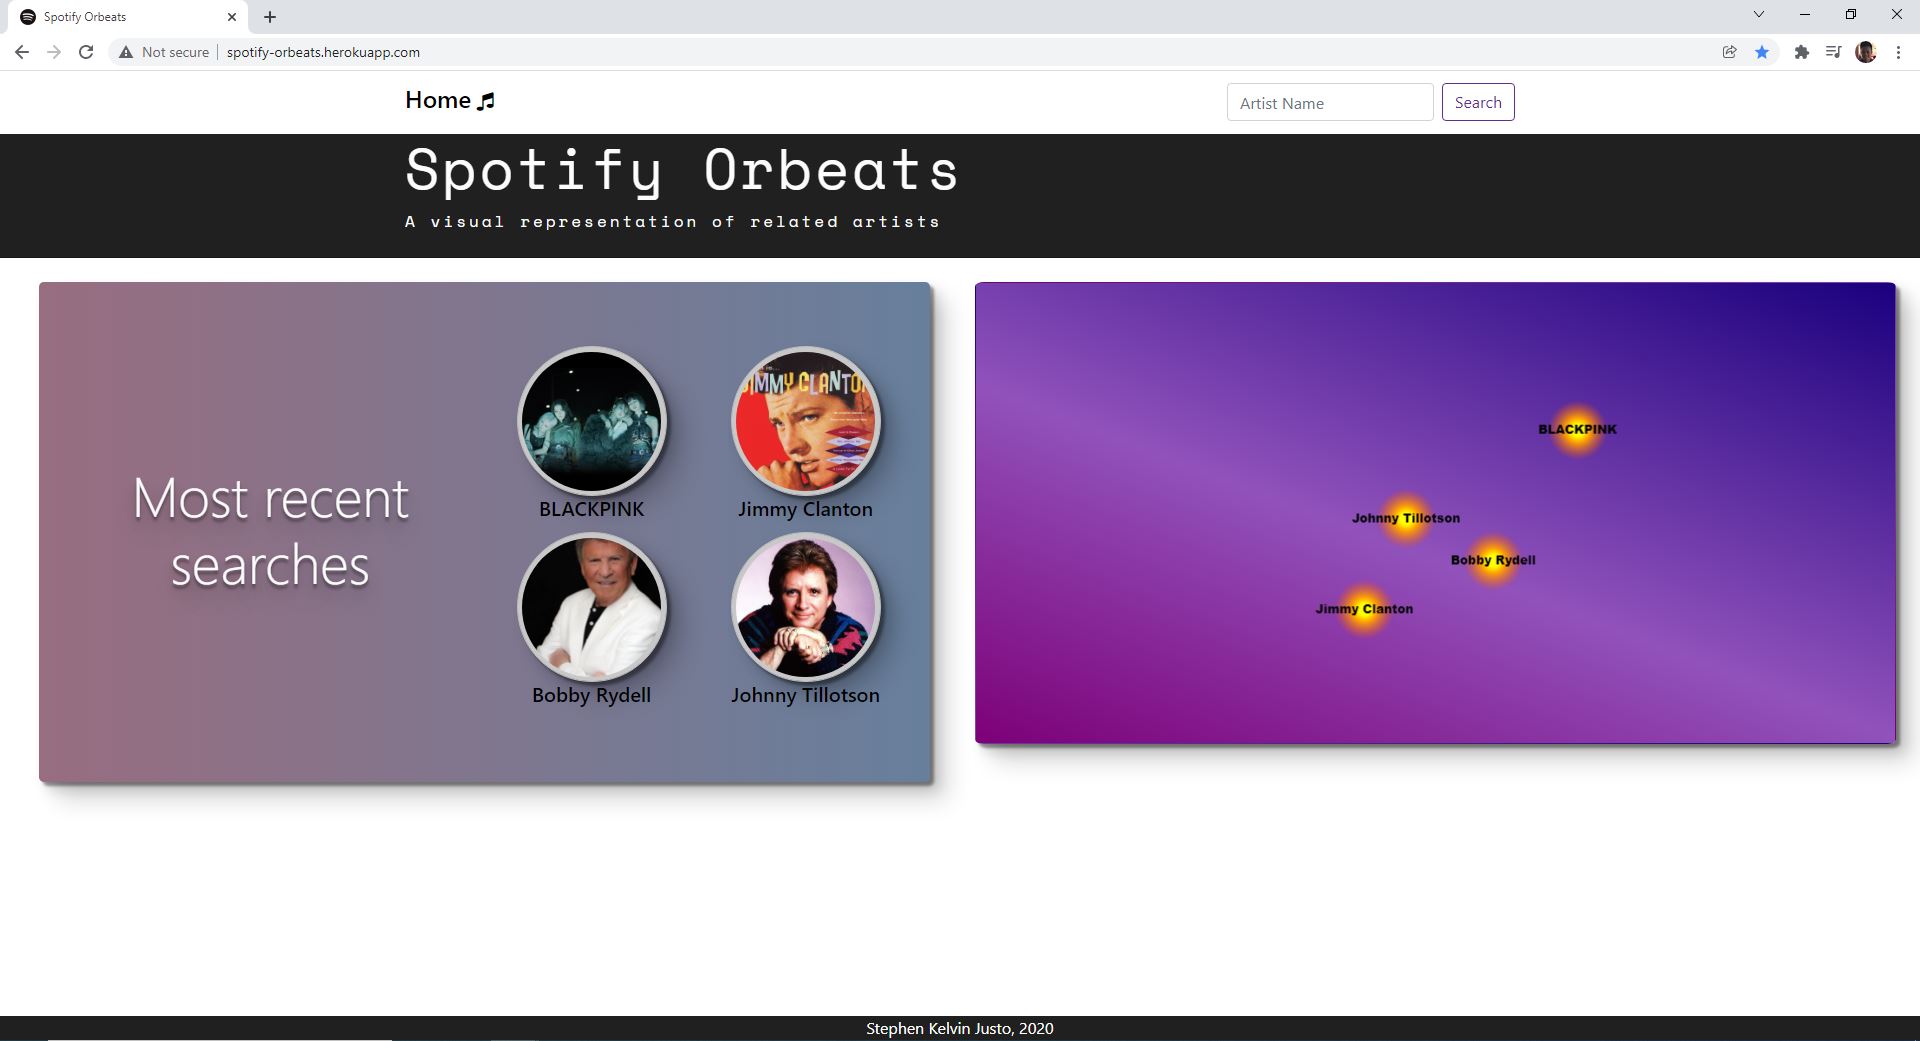 Spotify Orbeats
Not secure
spotify-orbeats.herokuapp.com
Home
Artist Name
Search
Spotify Orbeats
A visual representation of related artists
Most recent
searches
JIMMY CLANTON
BLACKPINK
Jimmy Clanton
Bobby Rydell
Johnny Tillotson
BLACKPINK
Johnny Tillotson
Bobby Rydell
Jimmy Clanton
Stephen Kelvin Justo, 2020